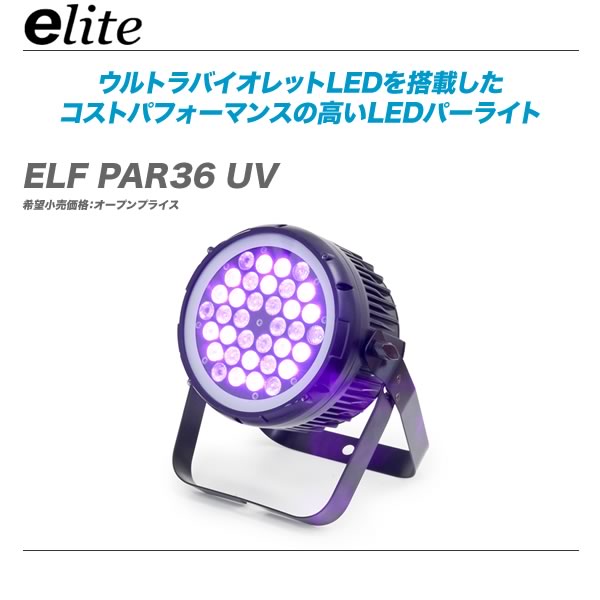 elite
ウルトラバイオレットLEDを搭載した
コストパフォーマンスの高いLEDパーライト
ELF PAR36 UV
希望小売価格：オープンプライス